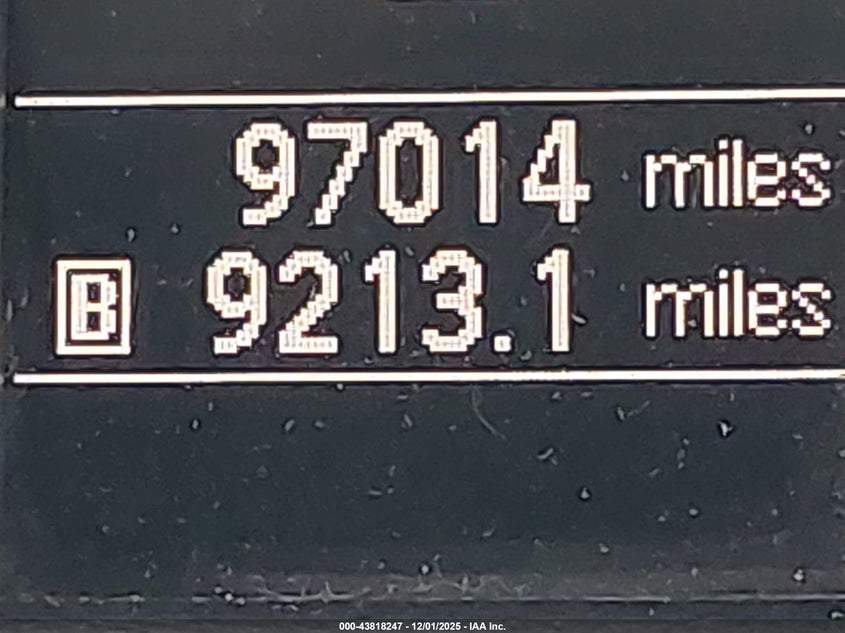 97014 miles
B 9213.1 miles
000-43818247 - 12/01/2025 - IAA Inc.